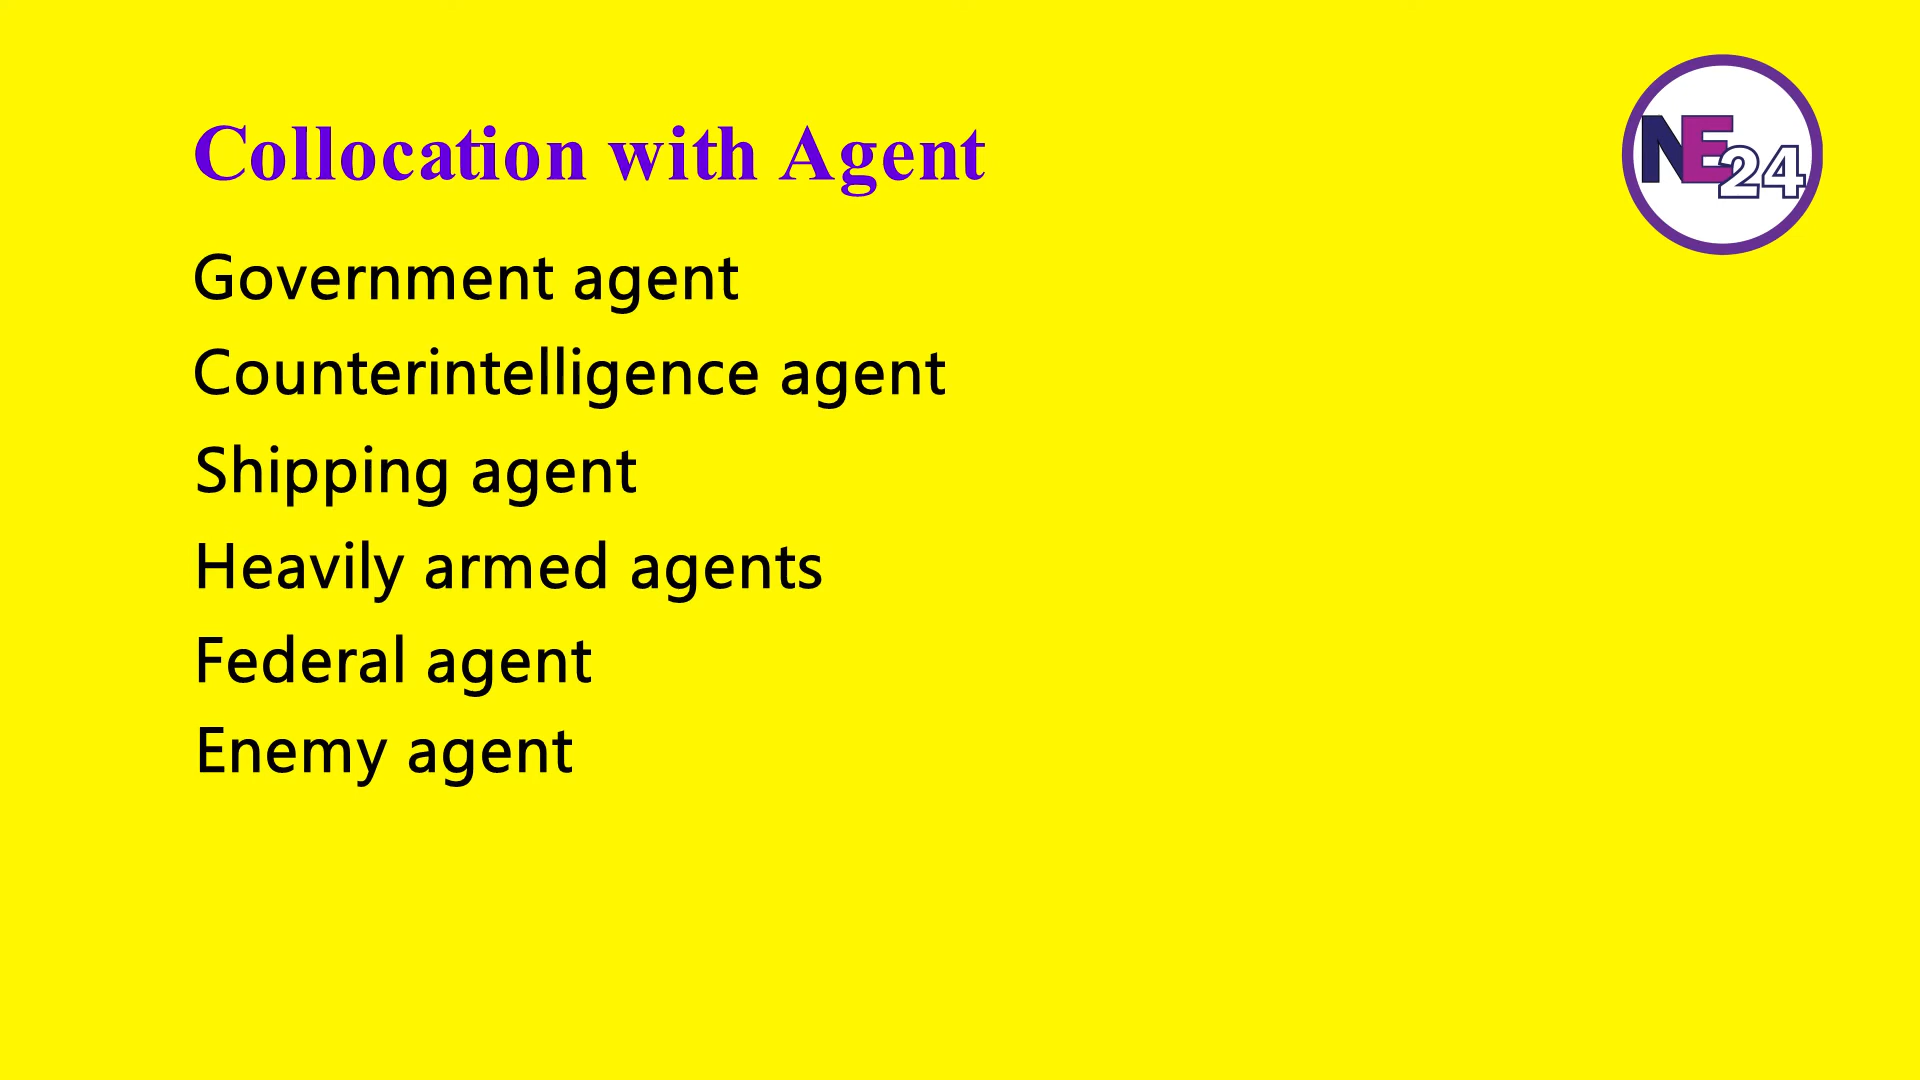 Collocation with Agent
NE24
Government agent
Counterintelligence agent
Shipping agent
Heavily armed agents
Federal agent
Enemy agent